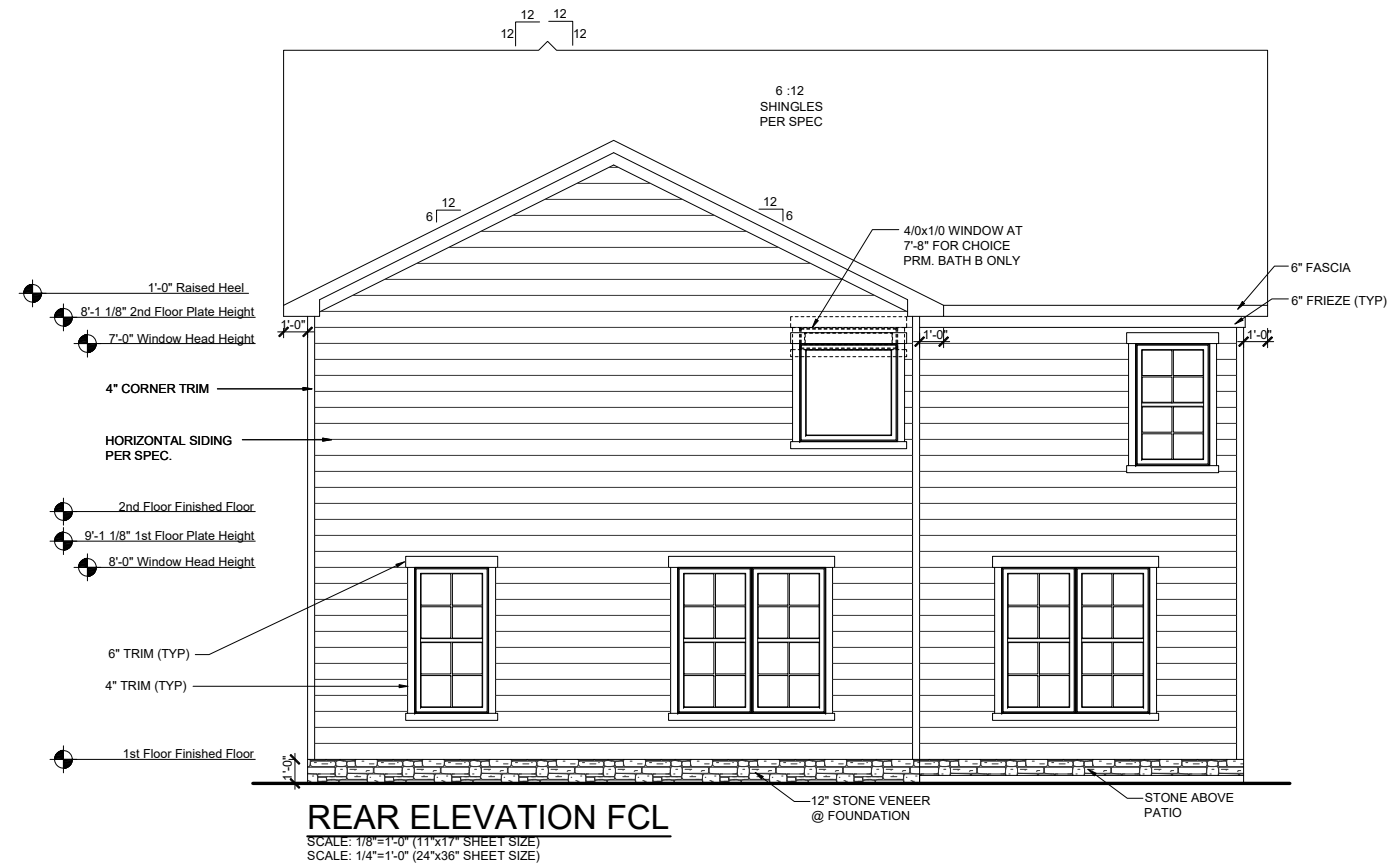 12 12
12 12
6 :12
SHINGLES
PER SPEC
12
6
12
6
4/0x1/0 WINDOW AT
7'-8" FOR CHOICE
PRM. BATH B ONLY
6" FASCIA
6" FRIEZE (TYP)
1'-0" Raised Heel
8'-1 1/8" 2nd Floor Plate Height
1'-0"
1'-0"
1'-0"
7'-0" Window Head Height
4" CORNER TRIM
HORIZONTAL SIDING
PER SPEC.
2nd Floor Finished Floor
9'-1 1/8" 1st Floor Plate Height
8'-0" Window Head Height
6" TRIM (TYP)
4" TRIM (TYP)
1st Floor Finished Floor
1'-0"
12" STONE VENEER
@ FOUNDATION
STONE ABOVE
PATIO
REAR ELEVATION FCL
SCALE: 1/8"=1'-0" (11"x17" SHEET SIZE)
SCALE: 1/4"=1'-0" (24"x36" SHEET SIZE)